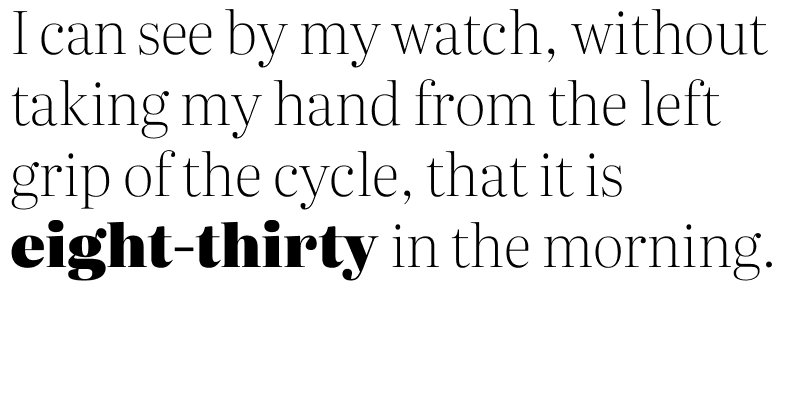 I can see by my watch, without
taking my hand from the left
grip of the cycle, that it is
eight-thirty in the morning.